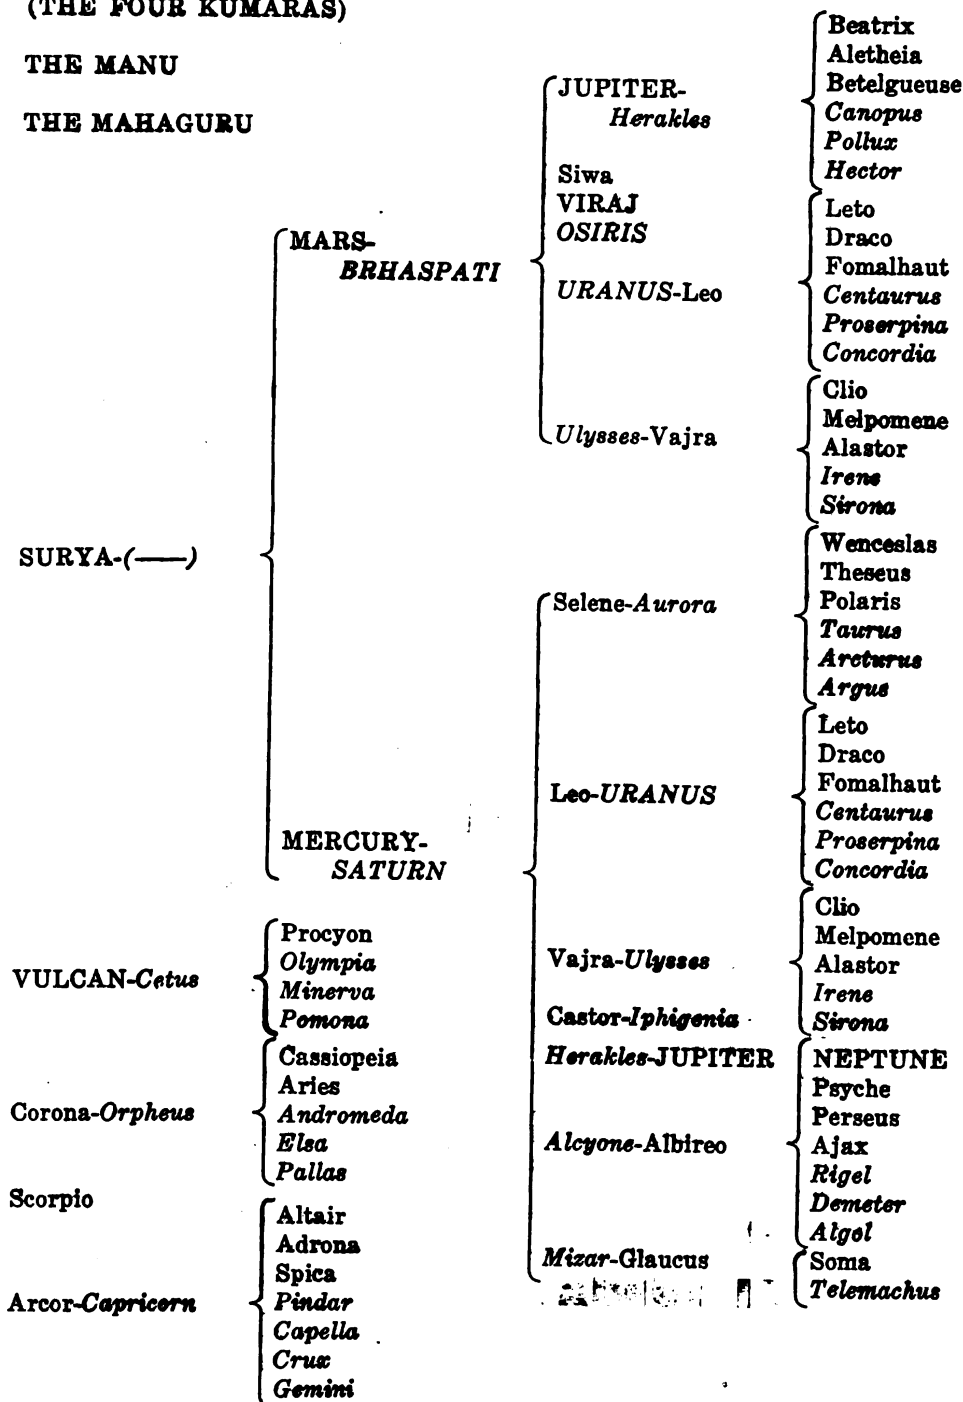 (THE FOUR KUMARAS)
THE MANU
THE MAHAGURU
SURYA-(——)
MARS-
BRHASPATI
JUPITER-
Herakles
Beatrix
Aletheia
Betelgueuse
Canopus
Pollux
Hector
Siwa
VIRAJ
OSIRIS
URANUS-Leo
Leto
Draco
Fomalhaut
Centaurus
Proserpina
Concordia
Ulysses-Vajra
Clio
Melpomene
Alastor
Irene
Sirona
MERCURY-
SATURN
Selene-Aurora
Wenceslas
Theseus
Polaris
Taurus
Arcturus
Argus
Leo-URANUS
Leto
Draco
Fomalhaut
Centaurus
Proserpina
Concordia
Vajra-Ulysses
Clio
Melpomene
Alastor
Irene
Sirona
Castor-Iphigenia
Herakles-JUPITER
Alcyone-Albireo
NEPTUNE
Psyche
Perseus
Ajax
Rigel
Demeter
Algol
Mizar-Glaucus
Soma
Telemachus
VULCAN-Cetus
Procyon
Olympia
Minerva
Pomona
Corona-Orpheus
Cassiopeia
Aries
Andromeda
Elsa
Pallas
Scorpio
Arcor-Capricorn
Altair
Adrona
Spica
Pindar
Capella
Crux
Gemini